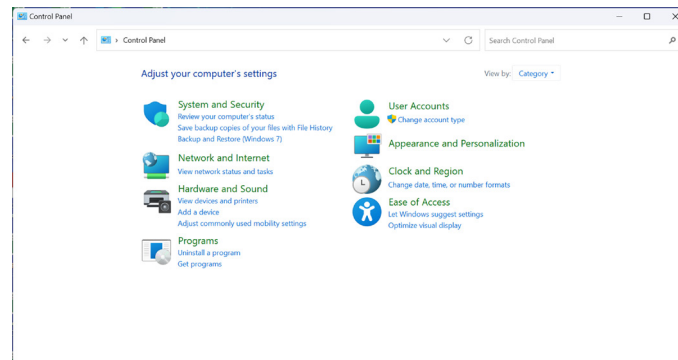 Control Panel
Control Panel
Search Control Panel
Adjust your computer's settings
View by: Category
System and Security
Review your computer's status
Save backup copies of your files with File History
Backup and Restore (Windows 7)
Network and Internet
View network status and tasks
Hardware and Sound
View devices and printers
Add a device
Adjust commonly used mobility settings
Programs
Uninstall a program
Get programs
User Accounts
Change account type
Appearance and Personalization
Clock and Region
Change date, time, or number formats
Ease of Access
Let Windows suggest settings
Optimize visual display